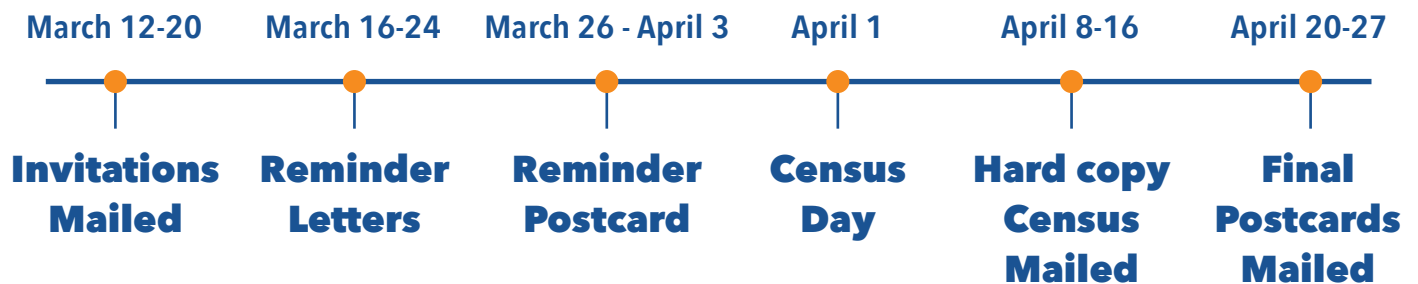 March 12-20
March 16-24
March 26 - April 3
April 1
April 8-16
April 20-27
Invitations
Mailed
Reminder
Letters
Reminder
Postcard
Census
Day
Hard copy
Census
Mailed
Final
Postcards
Mailed